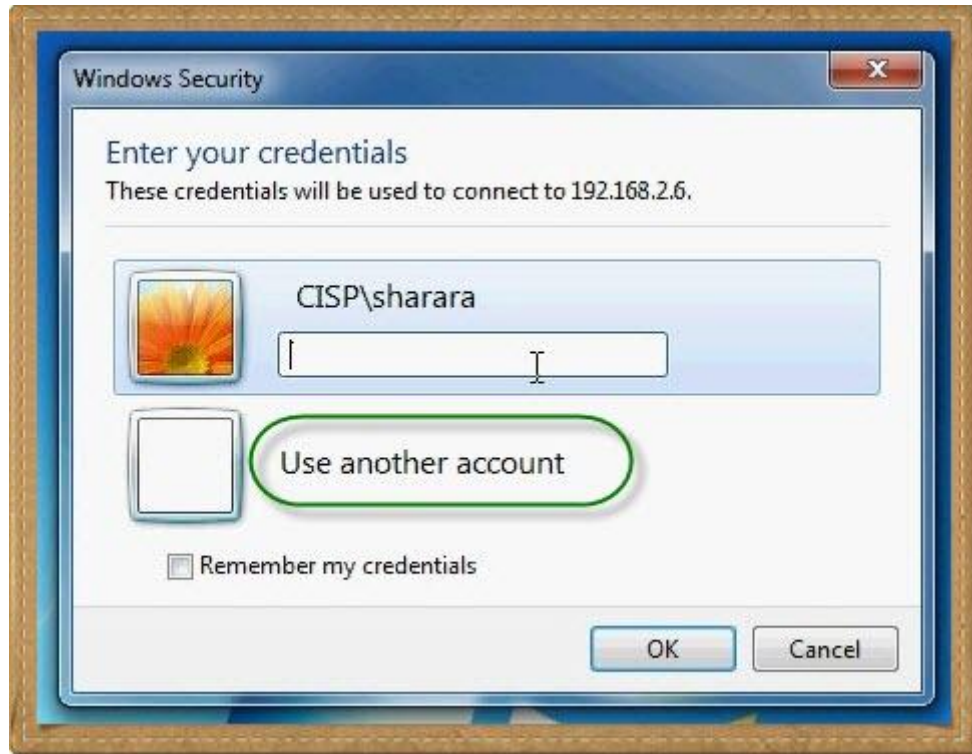 Windows Security
Enter your credentials
These credentials will be used to connect to 192.168.2.6.
CISP\sharara
Use another account
Remember my credentials
OK
Cancel